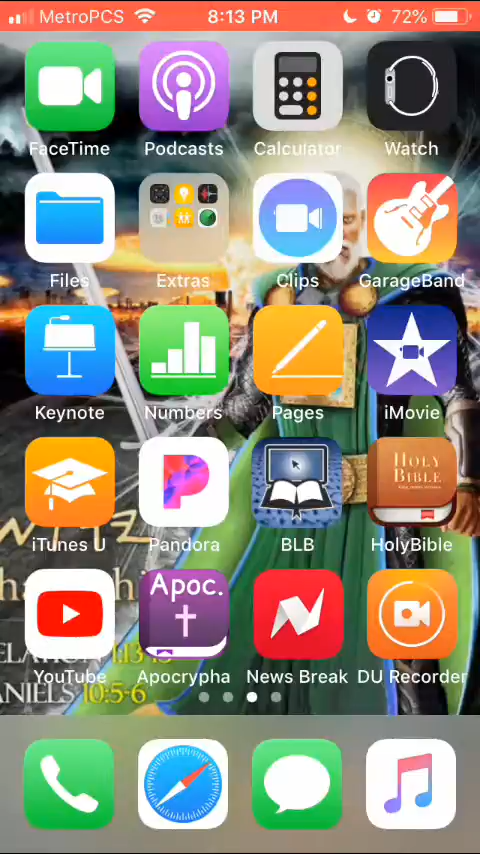 MetroPCS 8:13 PM 72%
FaceTime Podcasts Calculator Watch
Files Extras Clips GarageBand
Keynote Numbers Pages iMovie
HOLY
BIBLE
iTunes U Pandora BLB HolyBible
Apoc.
YouTube Apocrypha News Break DU Recorder
10:5-6